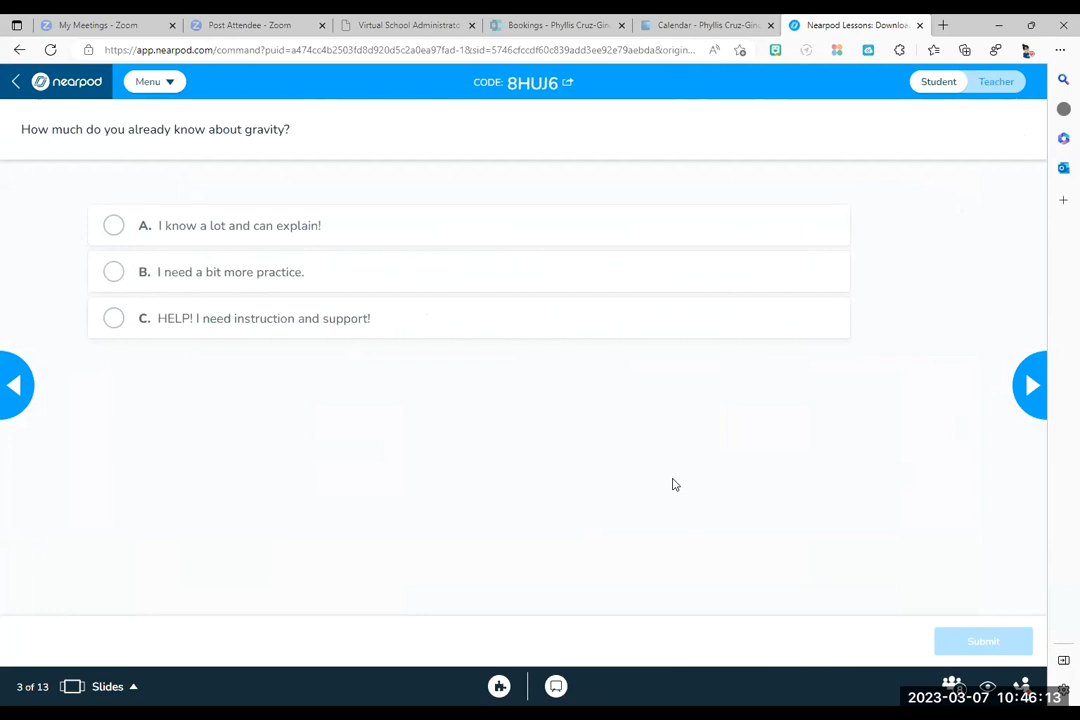 My Meetings - Zoom
Post Attendee - Zoom
Virtual School Administrato
Bookings - Phyllis Cruz-Gin
Calendar - Phyllis Cruz-Gin
Nearpod Lessons: Downloa
https://app.nearpod.com/command?puid=a474cc4b2503fd8d920d5c2a0ea97fad-1&sid=5746cfccdf60c839add3ee92e79aebda&origin...
nearpod
Menu
CODE: 8HUJ6
Student
Teacher
How much do you already know about gravity?
A. I know a lot and can explain!
B. I need a bit more practice.
C. HELP! I need instruction and support!
Submit
3 of 13
Slides
2023-03-07 10:46:13